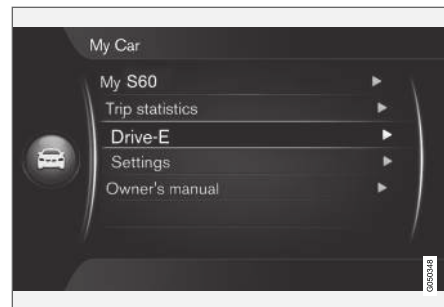 My Car
My S60
Trip statistics
Drive-E
Settings
Owner's manual
G050348